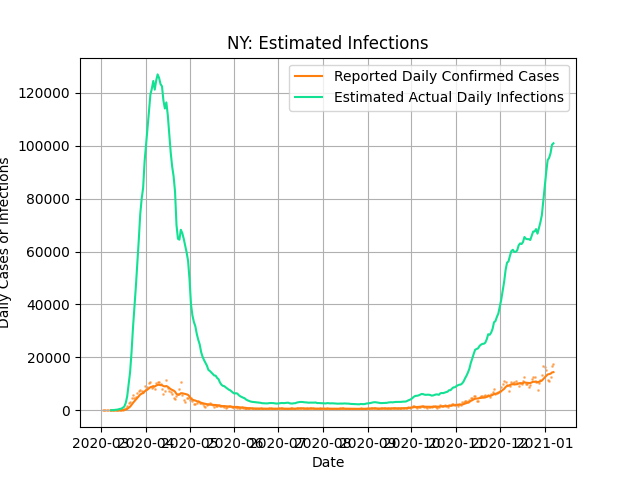 NY: Estimated Infections
Reported Daily Confirmed Cases
Estimated Actual Daily Infections
120000
100000
80000
60000
40000
20000
0
Daily Cases or Infections
2020-03 2020-04 2020-05 2020-06 2020-07 2020-08 2020-09 2020-10 2020-11 2020-12 2021-01
Date